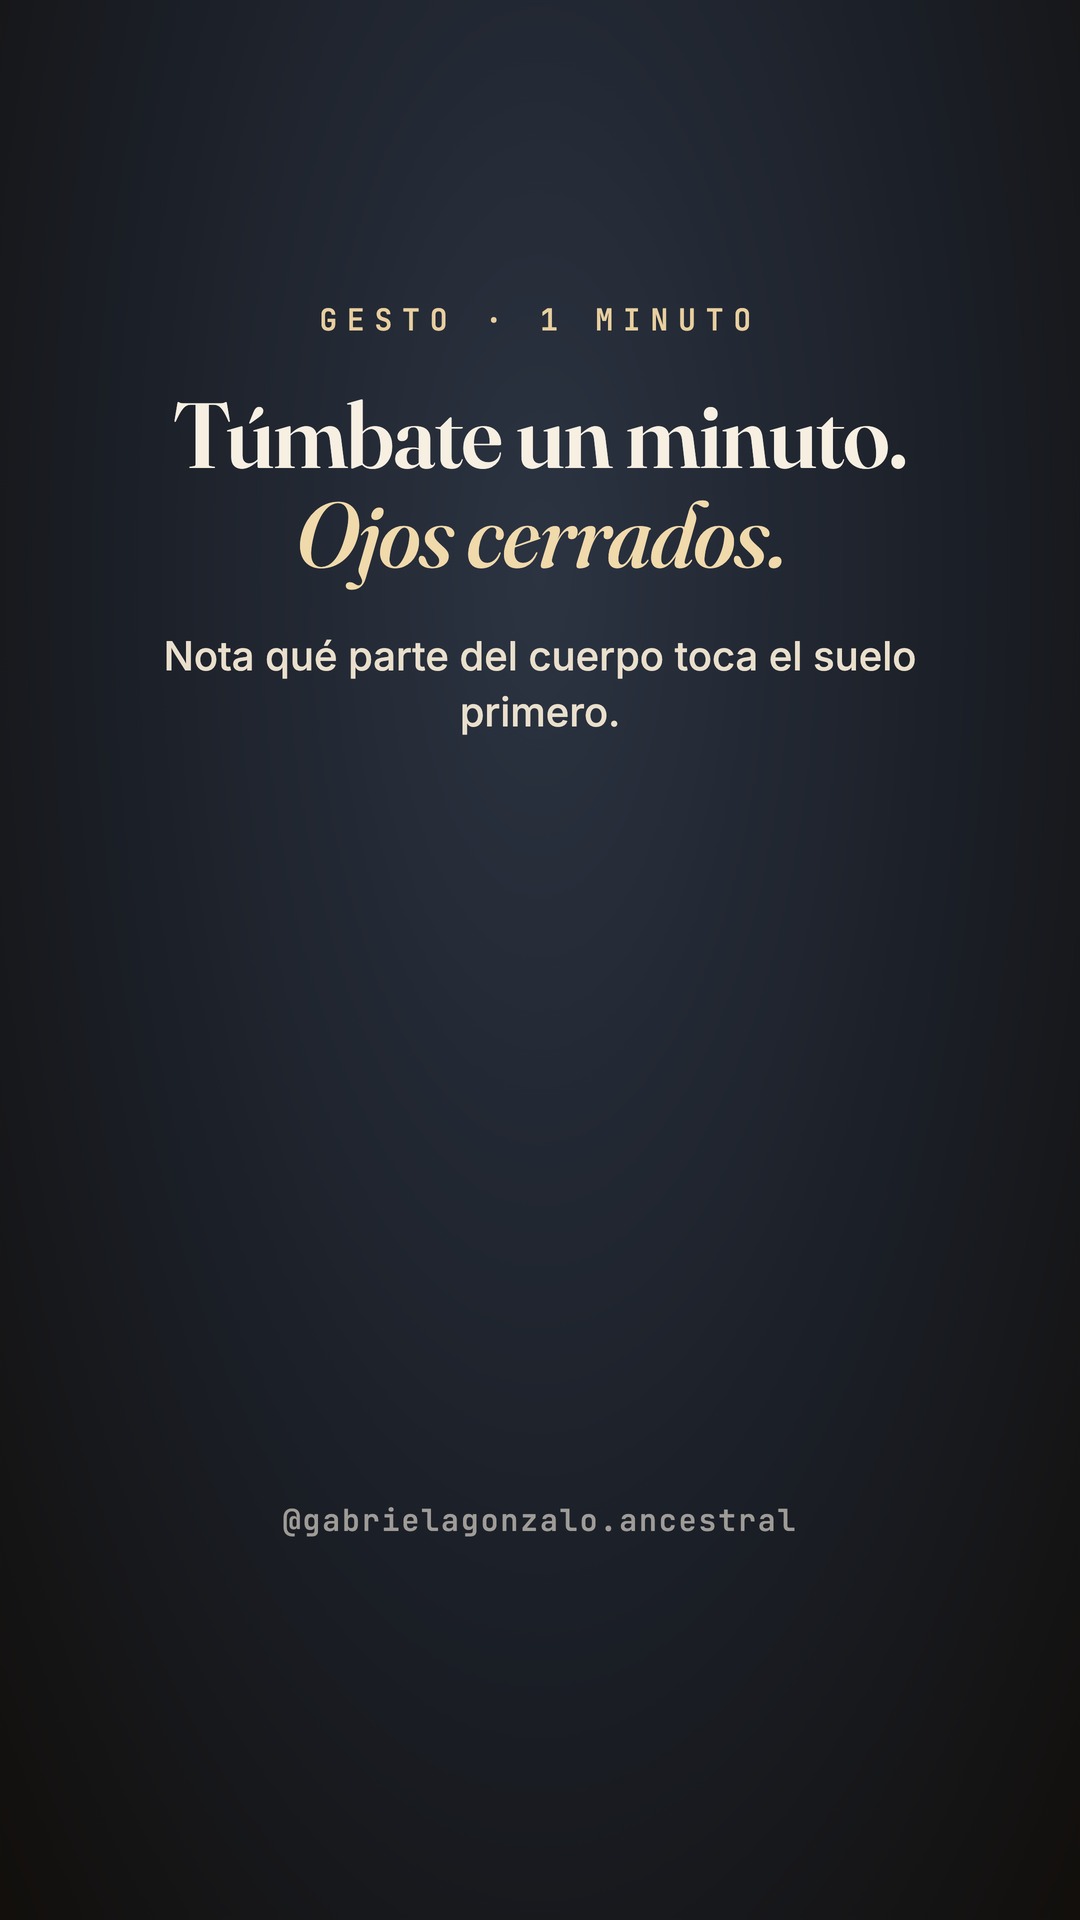 GESTO · 1 MINUTO
Túmbate un minuto.
Ojos cerrados.
Nota qué parte del cuerpo toca el suelo
primero.
@gabrielagonzalo.ancestral